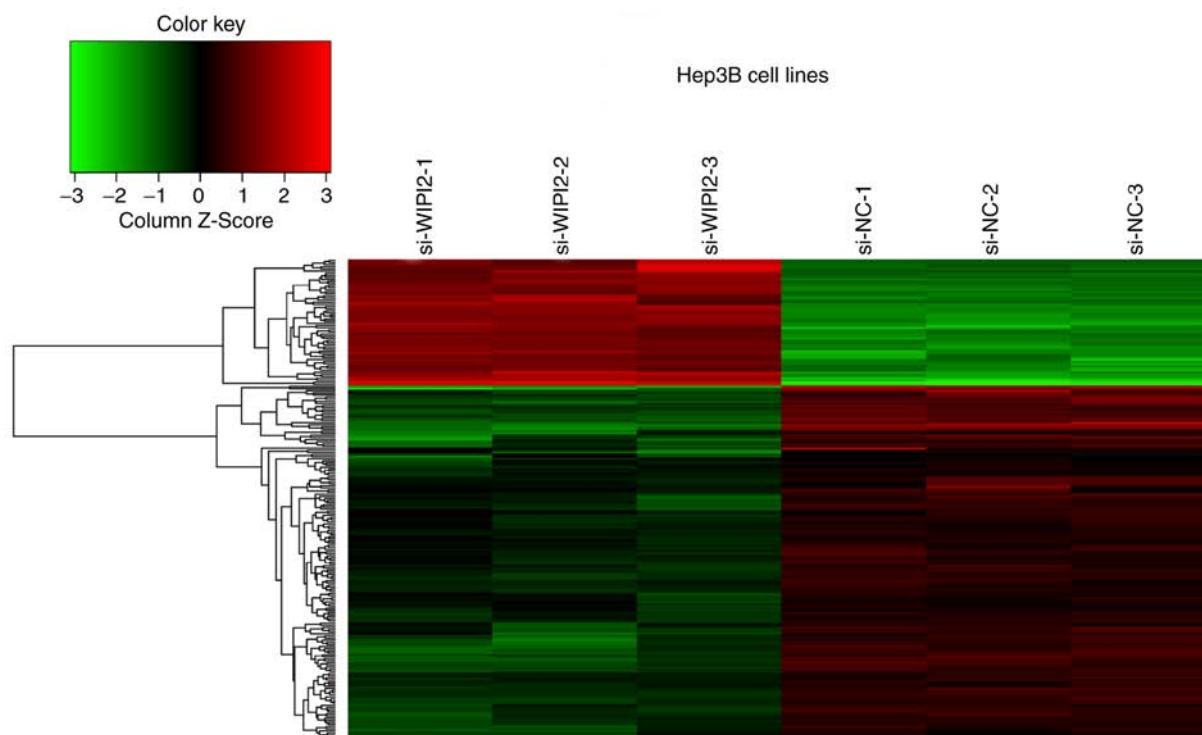 Color key
−3 −2 −1 0 1 2 3
Column Z-Score
Hep3B cell lines
si-WIPI2-1
si-WIPI2-2
si-WIPI2-3
si-NC-1
si-NC-2
si-NC-3